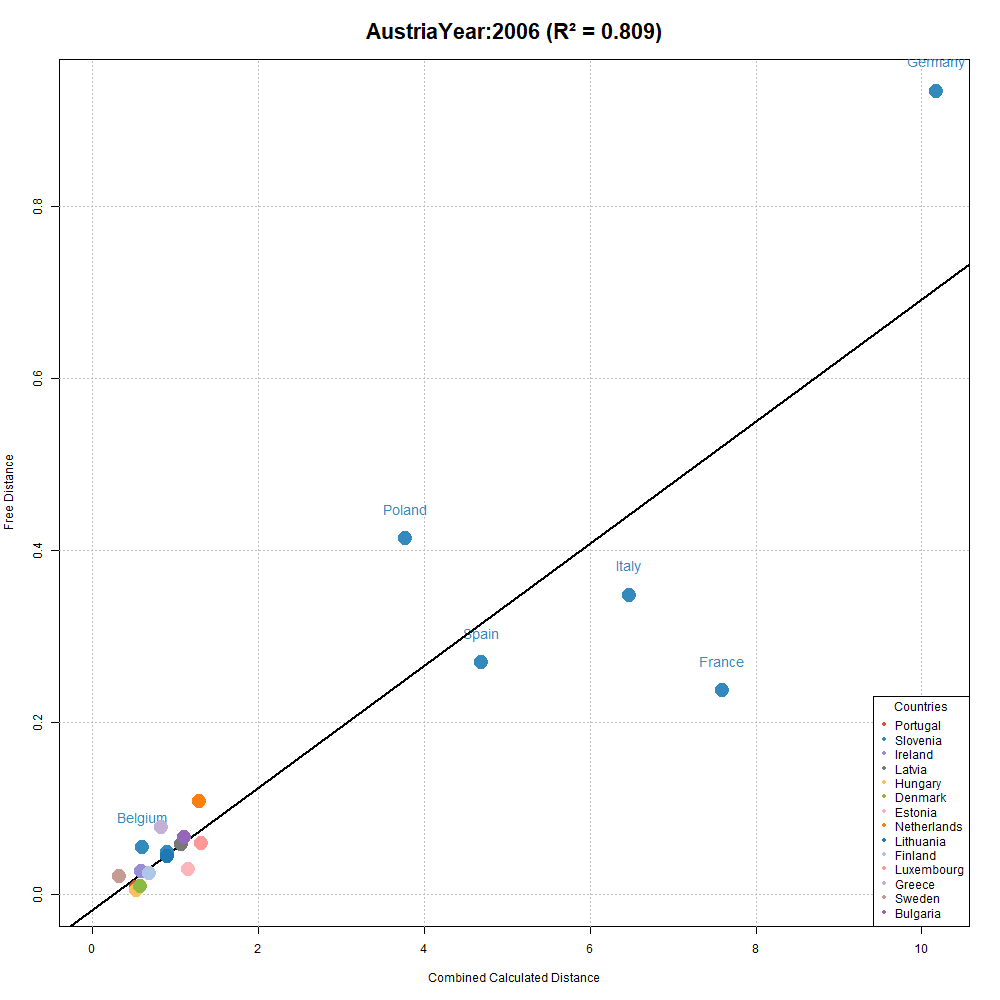 AustriaYear:2006 (R² = 0.809)
Germany
0.8
0.6
Free Distance
Poland
0.4
Italy
Spain
France
0.2
Countries
Portugal
Slovenia
Ireland
Latvia
Hungary
Denmark
Estonia
Netherlands
Lithuania
Finland
Luxembourg
Greece
Sweden
Bulgaria
Belgium
0.0
0 2 4 6 8 10
Combined Calculated Distance